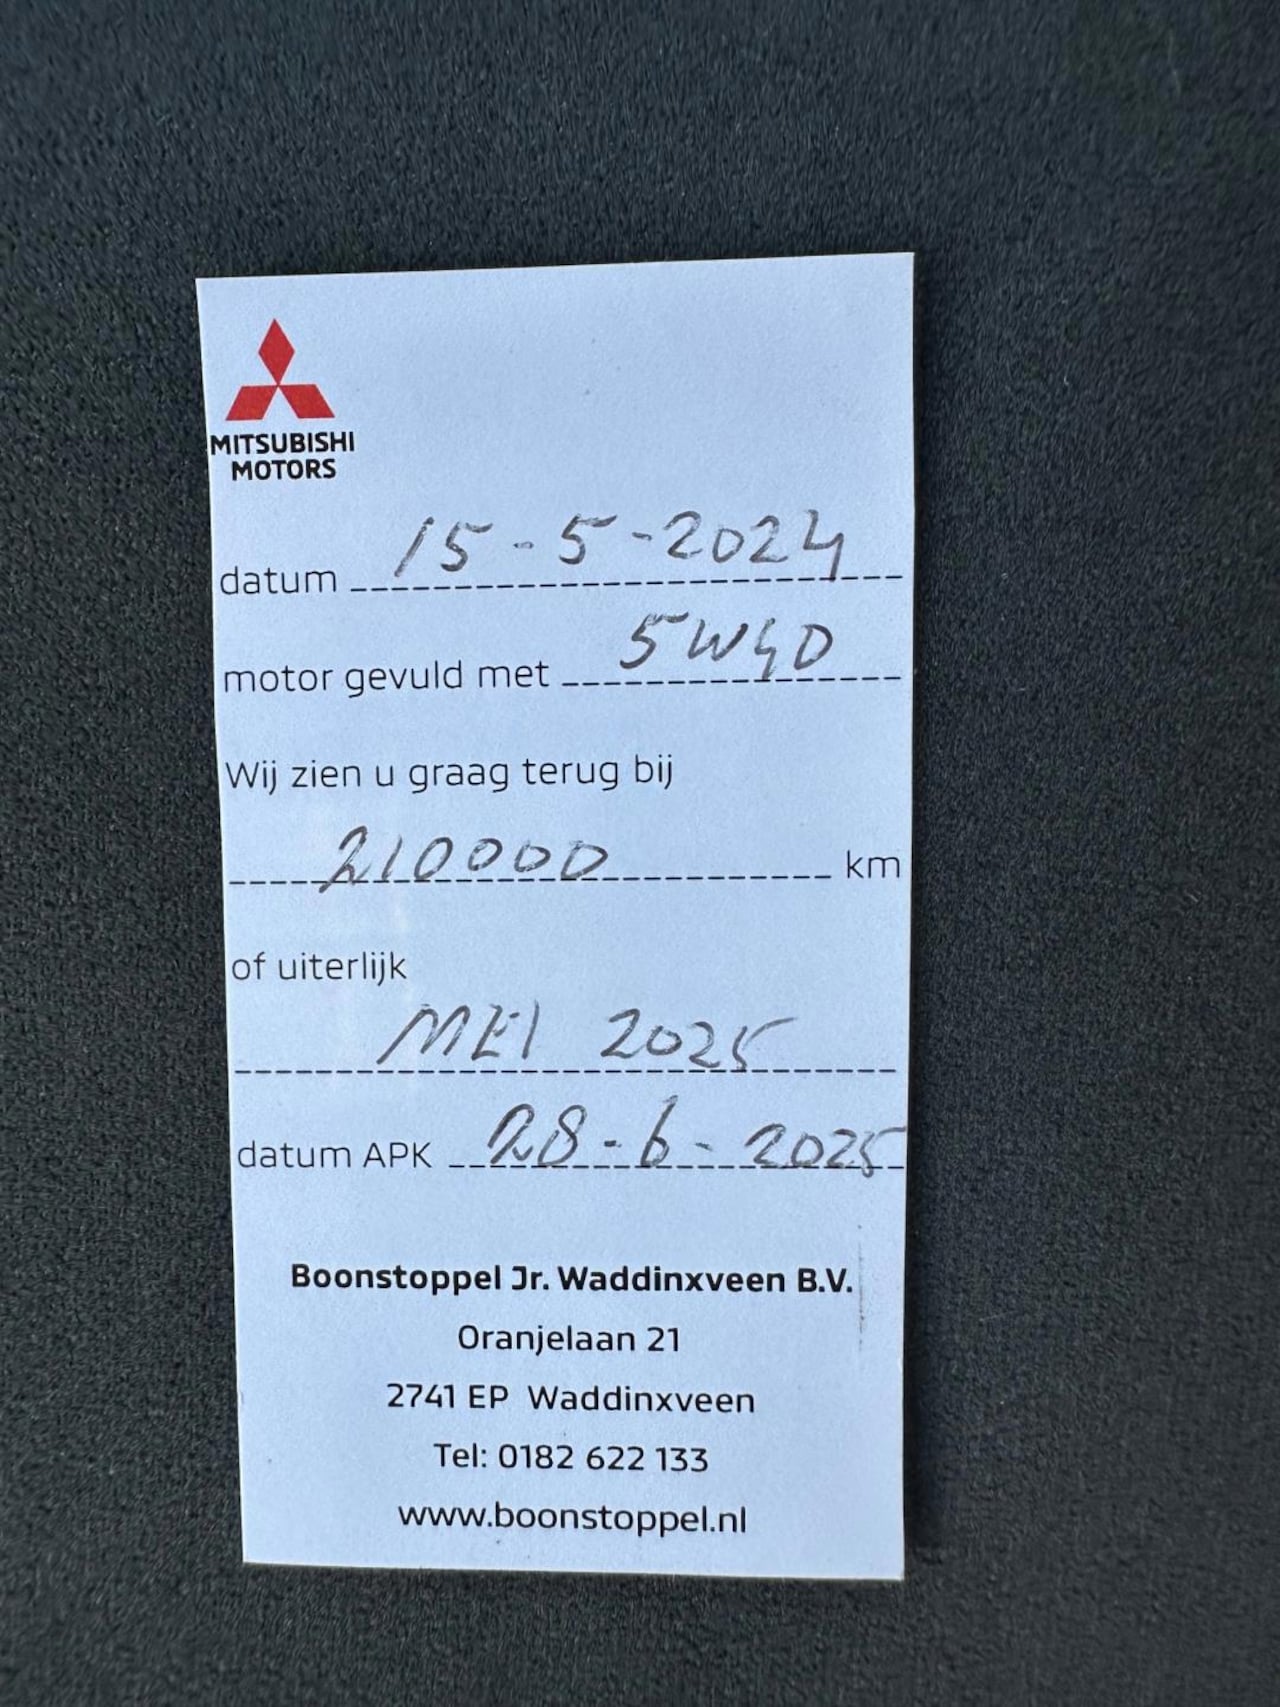 MITSUBISHI
MOTORS
datum 15-5-2024
motor gevuld met 5W40
Wij zien u graag terug bij
210000 km
of uiterlijk
MEI 2025
datum APK 28-6-2025
Boonstoppel Jr. Waddinxveen B.V.
Oranjelaan 21
2741 EP Waddinxveen
Tel: 0182 622 133
www.boonstoppel.nl